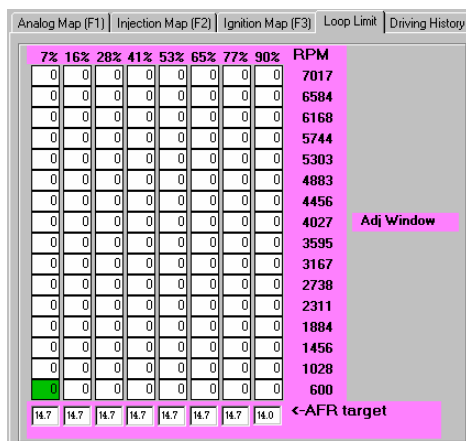 Analog Map (F1) Injection Map (F2) Ignition Map (F3) Loop Limit Driving History
7% 16% 28% 41% 53% 65% 77% 90% RPM
0 0 0 0 0 0 0 0 7017
0 0 0 0 0 0 0 0 6584
0 0 0 0 0 0 0 0 6168
0 0 0 0 0 0 0 0 5744
0 0 0 0 0 0 0 0 5303
0 0 0 0 0 0 0 0 4883
0 0 0 0 0 0 0 0 4456
0 0 0 0 0 0 0 0 4027 Adj Window
0 0 0 0 0 0 0 0 3595
0 0 0 0 0 0 0 0 3167
0 0 0 0 0 0 0 0 2738
0 0 0 0 0 0 0 0 2311
0 0 0 0 0 0 0 0 1884
0 0 0 0 0 0 0 0 1456
0 0 0 0 0 0 0 0 1028
0 0 0 0 0 0 0 0 600
14.7 14.7 14.7 14.7 14.7 14.7 14.7 14.0 <-AFR target